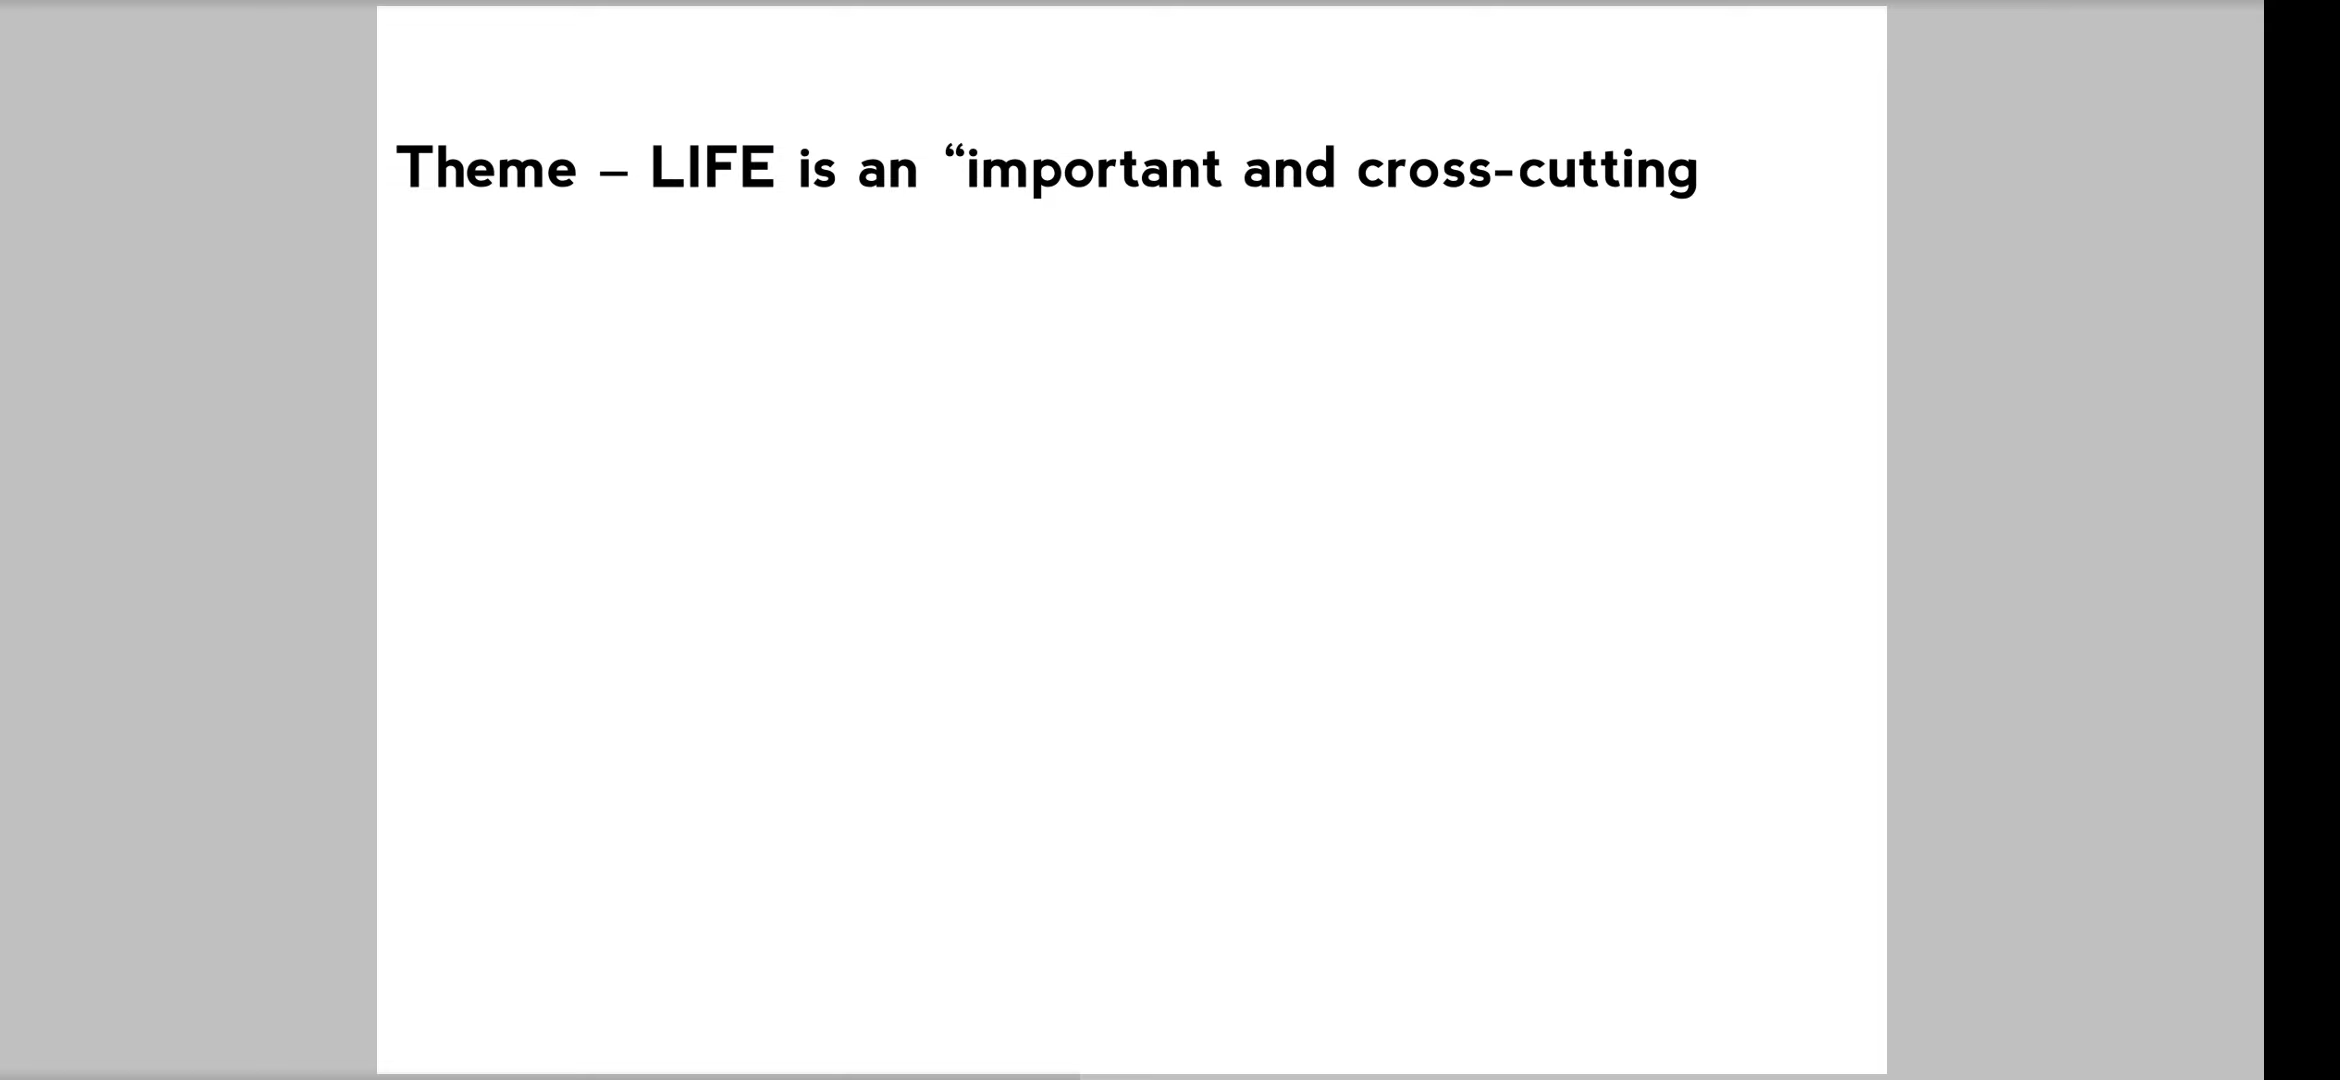 Theme – LIFE is an “important and cross-cutting